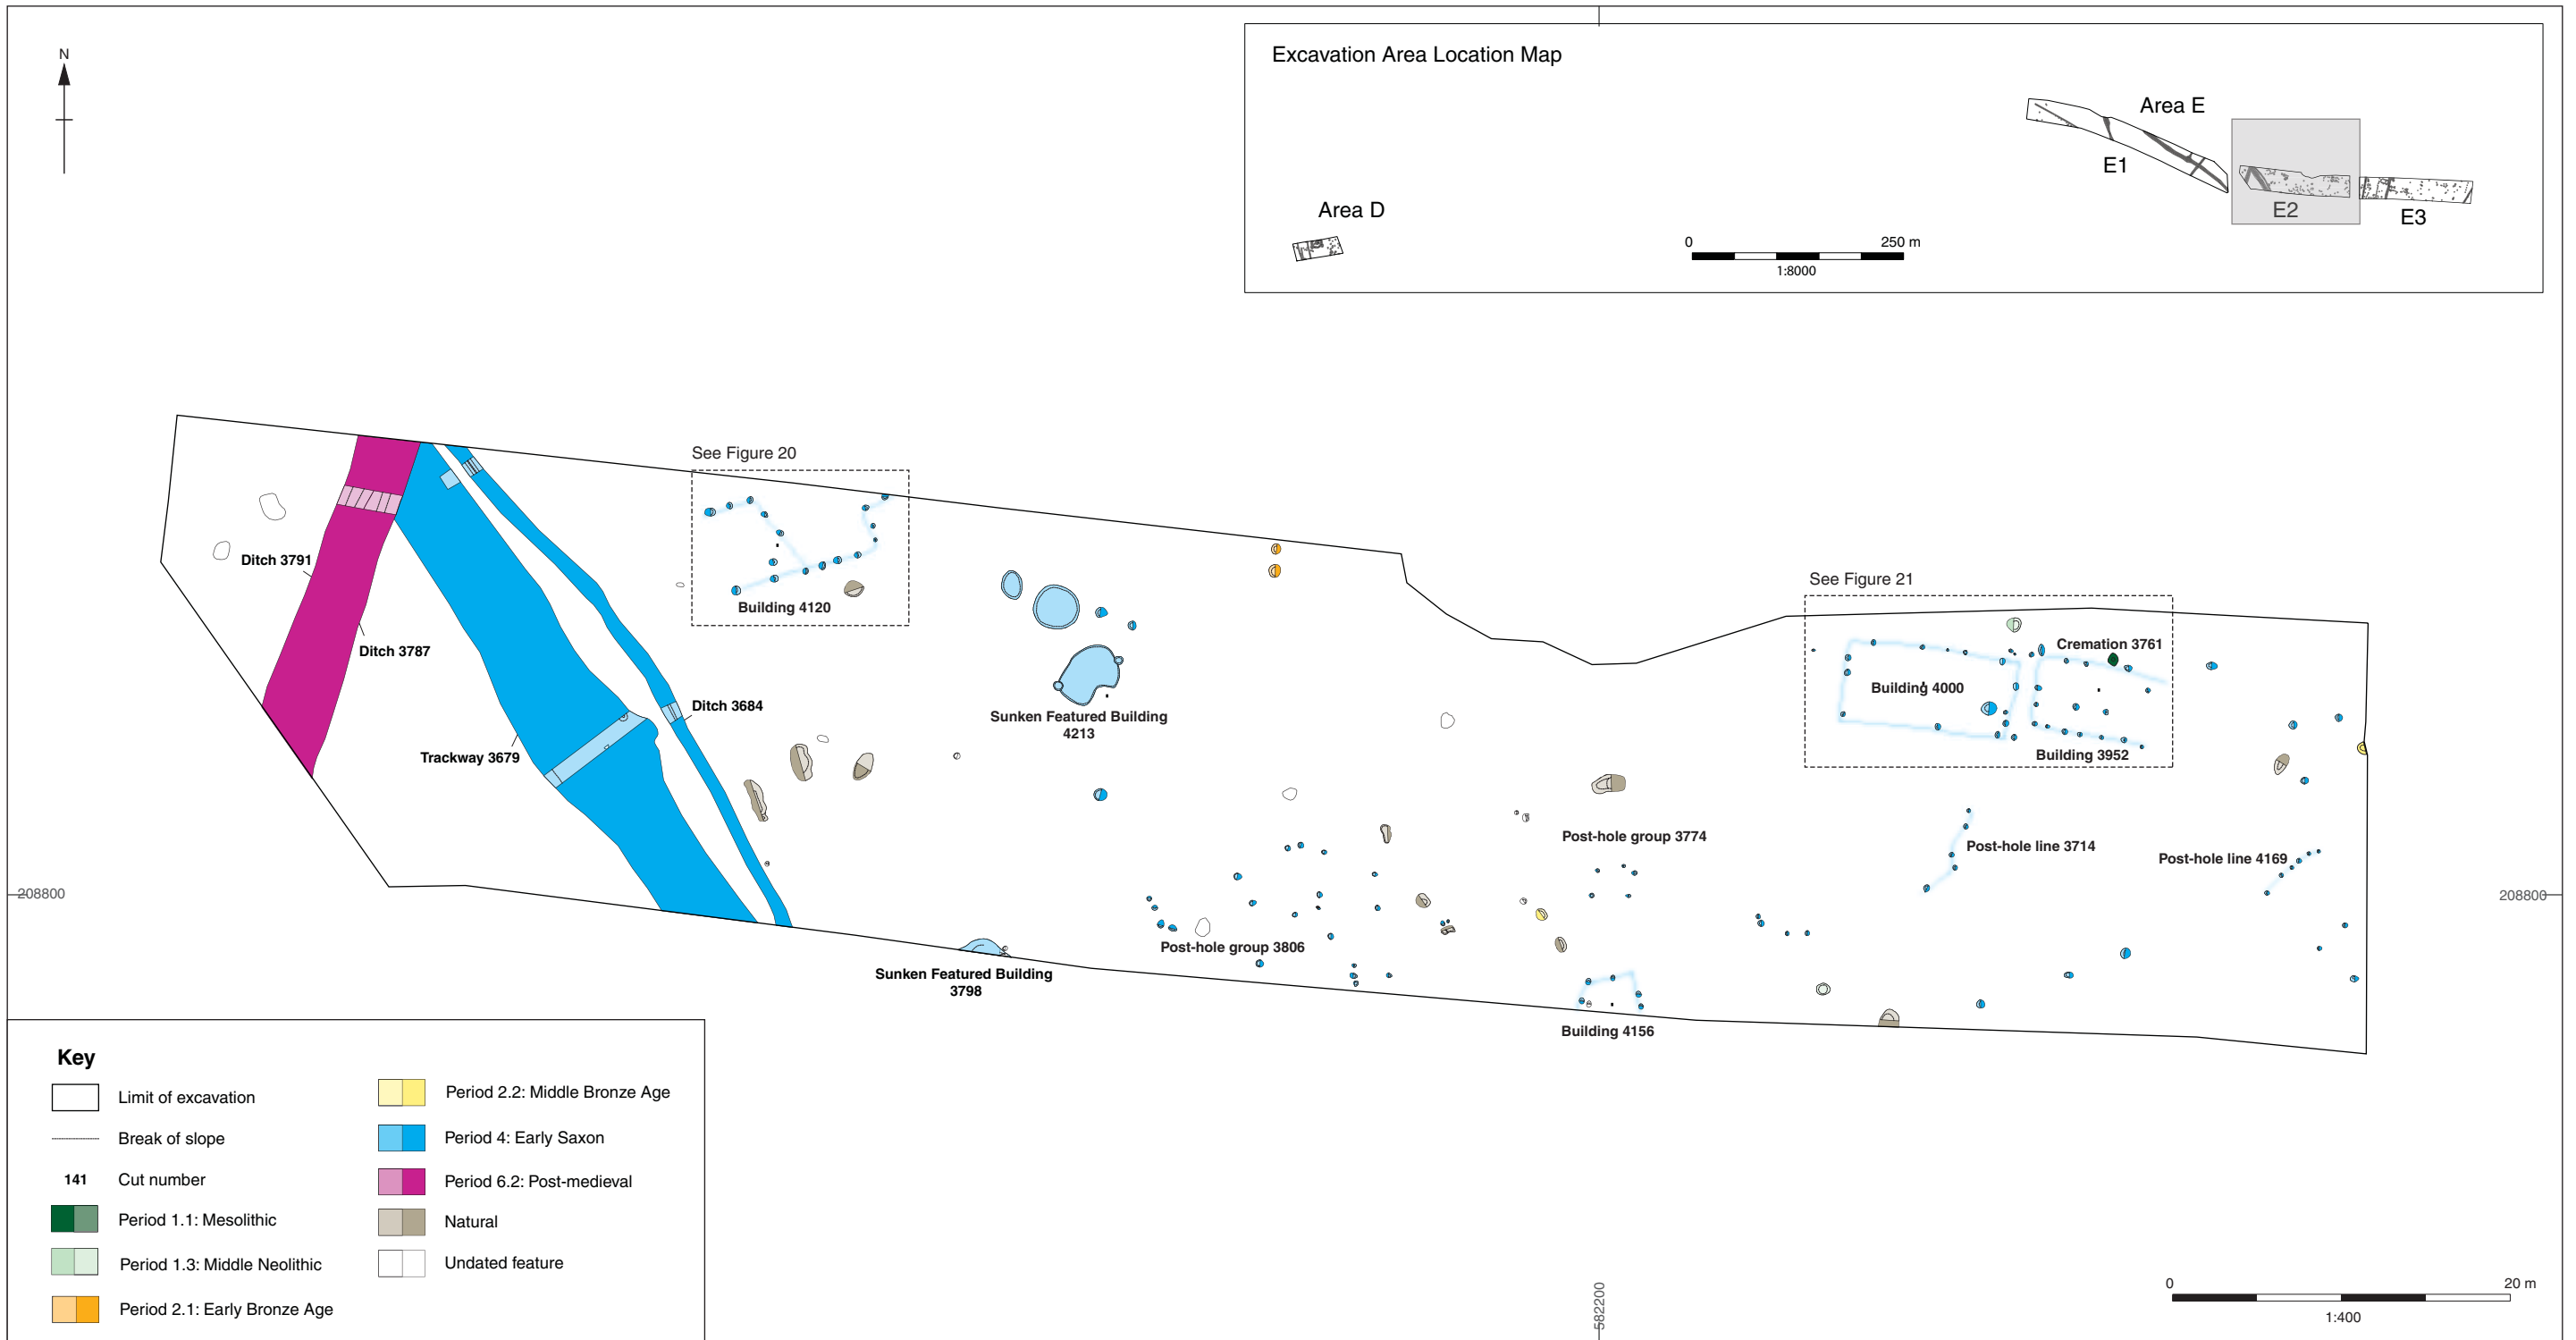 N
Excavation Area Location Map
Area E
E1
E2
E3
Area D
0
250 m
1:8000
See Figure 20
Ditch 3791
Building 4120
Ditch 3787
See Figure 21
Cremation 3761
Building 4000
Building 3952
Ditch 3684
Sunken Featured Building
4213
Trackway 3679
Post-hole group 3774
Post-hole line 3714
Post-hole line 4169
208800
208800
Post-hole group 3806
Sunken Featured Building
3798
Building 4156
Key
Limit of excavation
Break of slope
141
Cut number
Period 1.1: Mesolithic
Period 1.3: Middle Neolithic
Period 2.1: Early Bronze Age
Period 2.2: Middle Bronze Age
Period 4: Early Saxon
Period 6.2: Post-medieval
Natural
Undated feature
582200
0
20 m
1:400